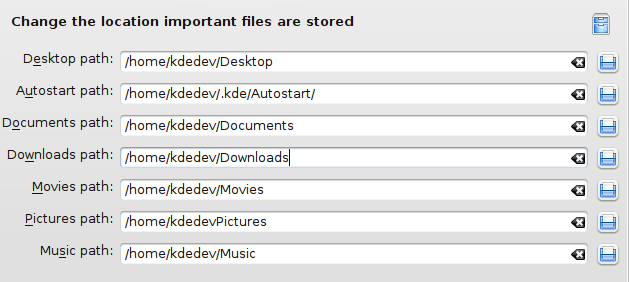 Change the location important files are stored
Desktop path: /home/kdedev/Desktop
Autostart path: /home/kdedev/.kde/Autostart/
Documents path: /home/kdedev/Documents
Downloads path: /home/kdedev/Downloads
Movies path: /home/kdedev/Movies
Pictures path: /home/kdedevPictures
Music path: /home/kdedev/Music